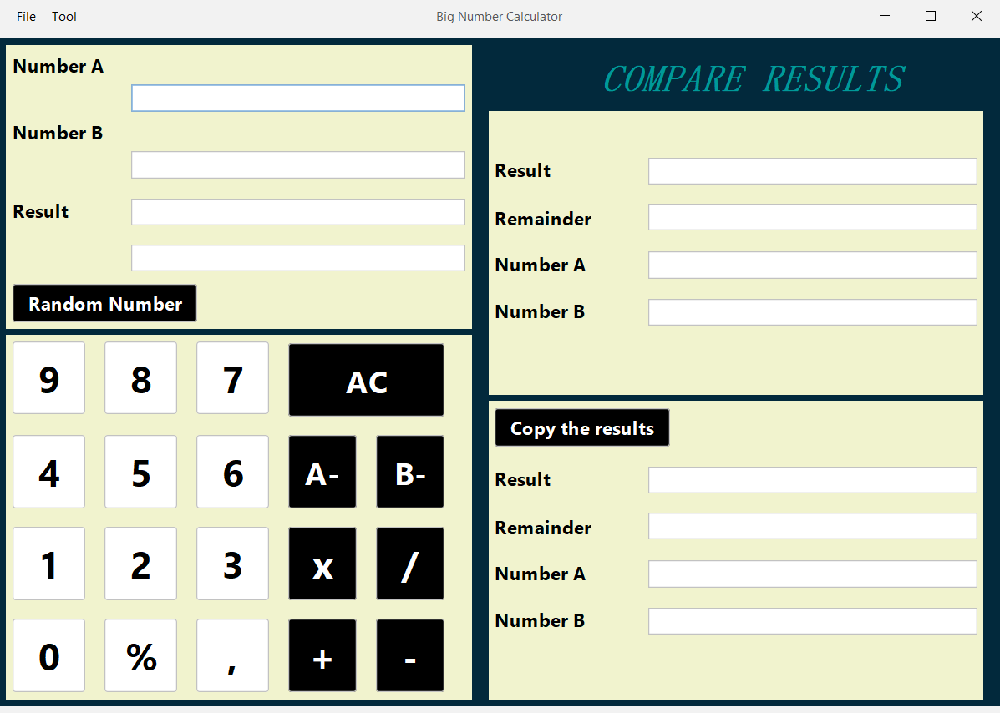 File Tool Big Number Calculator
Number A
Number B
Result
Random Number
9 8 7 AC
4 5 6 A- B-
1 2 3 x /
0 % , + -
COMPARE RESULTS
Result
Remainder
Number A
Number B
Copy the results
Result
Remainder
Number A
Number B